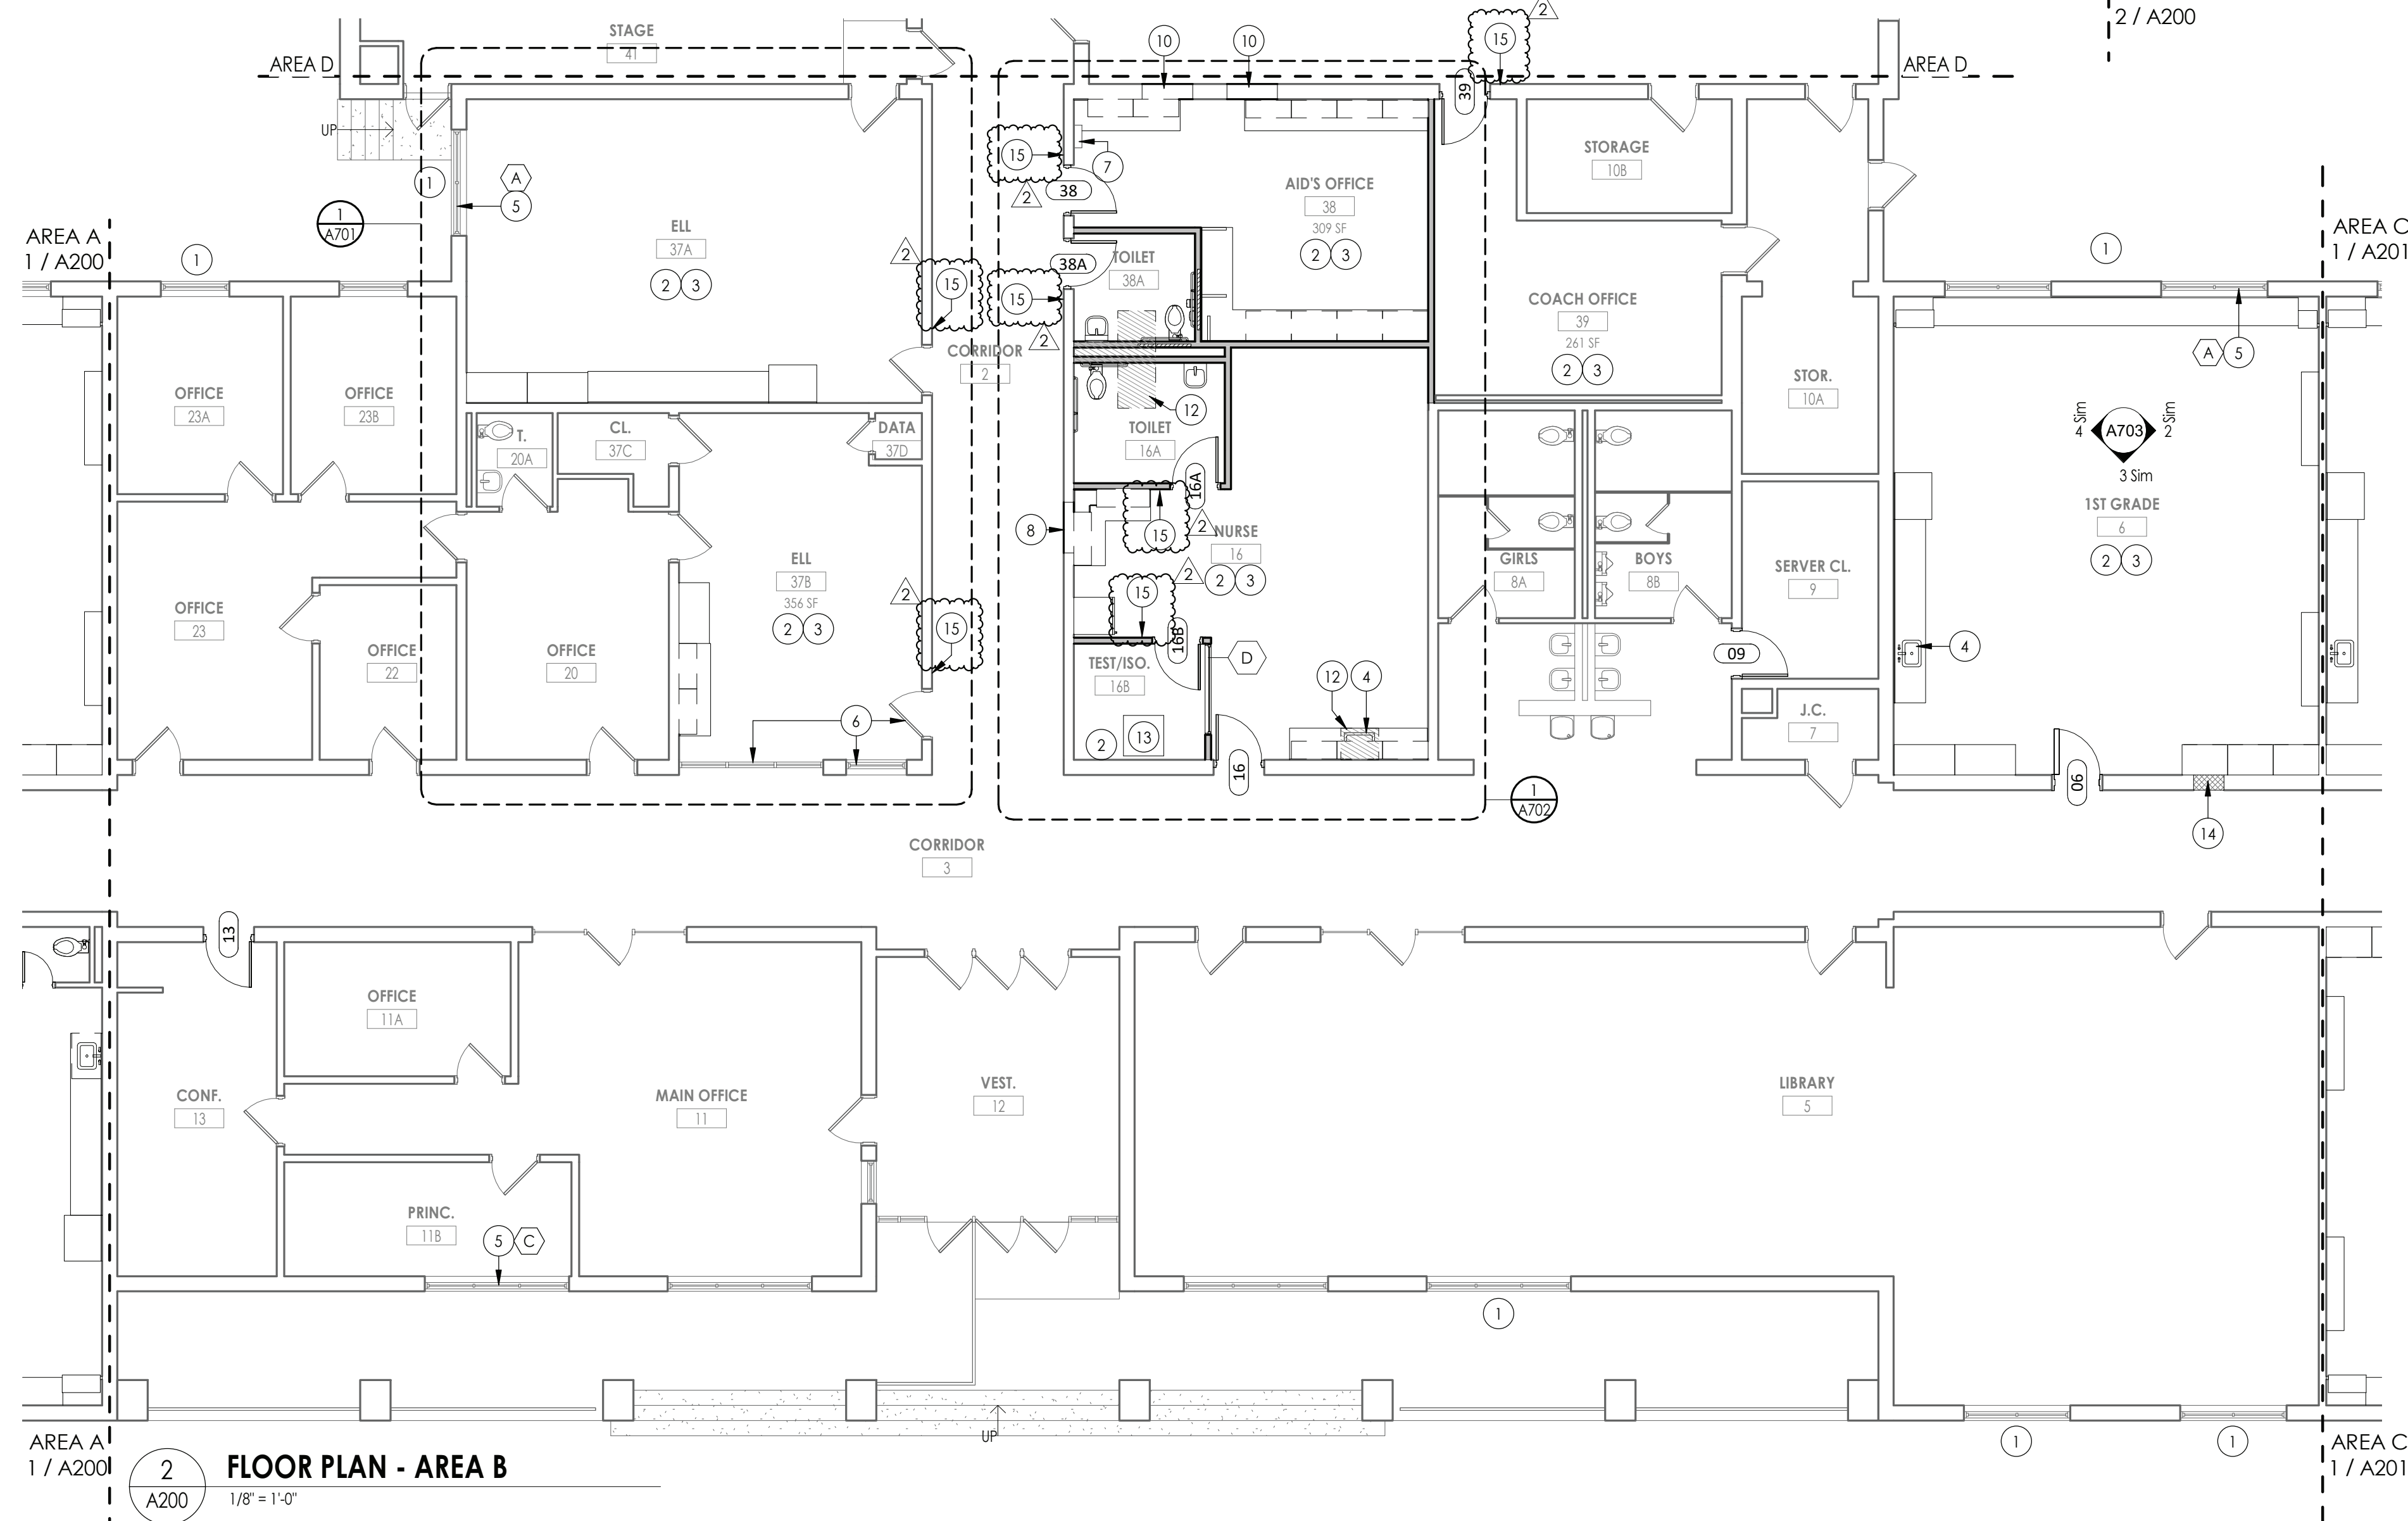 2 / A200
2
STAGE
41
10
10
15
AREA D
AREA D
39
UP
15
7
2
38
STORAGE
10B
1
A
5
AID'S OFFICE
38
309 SF
2 3
1
A701
ELL
37A
2 3
AREA A
1 / A200
1
AREA C
1 / A201
1
2
15
38A
TOILET
38A
15
2
COACH OFFICE
39
261 SF
2 3
CORRIDOR
2
A 5
OFFICE
23A
OFFICE
23B
STOR.
10A
12
TOILET
16A
T.
20A
CL.
37C
DATA
37D
4 Sim
A703
2 Sim
3 Sim
16A
1ST GRADE
6
2 3
8
15
2
NURSE
16
2 3
ELL
37B
356 SF
2 3
GIRLS
8A
BOYS
8B
SERVER CL.
9
2
15
2
15
16B
OFFICE
23
OFFICE
22
OFFICE
20
TEST/ISO.
16B
D
09
4
12 4
6
2
13
J.C.
7
16
06
1
A702
14
CORRIDOR
3
13
OFFICE
11A
CONF.
13
MAIN OFFICE
11
VEST.
12
LIBRARY
5
PRINC.
11B
5 C
1
UP
1
1
AREA A
1 / A200
AREA C
1 / A201
2
A200
FLOOR PLAN - AREA B
1/8" = 1'-0"